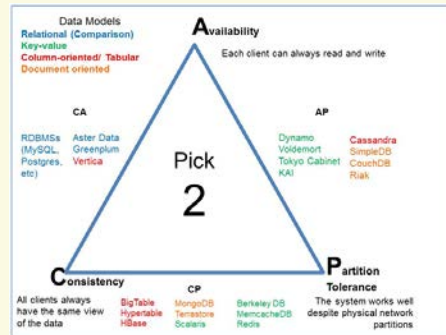 Data Models
Relational (Comparison)
Key-value
Column-oriented/ Tabular
Document oriented
Availability
Each client can always read and write
CA
RDBMSs
(MySQL,
Postgres,
etc)
Aster Data
Greenplum
Vertica
Pick
2
AP
Dynamo
Voldemort
Tokyo Cabinet
KAI
Cassandra
SimpleDB
CouchDB
Riak
Consistency
All clients always
have the same view
of the data
CP
BigTable
Hypertable
HBase
MongoDB
Terrastore
Scalaris
Berkeley DB
MemcacheDB
Redis
Partition
Tolerance
The system works well
despite physical network
partitions